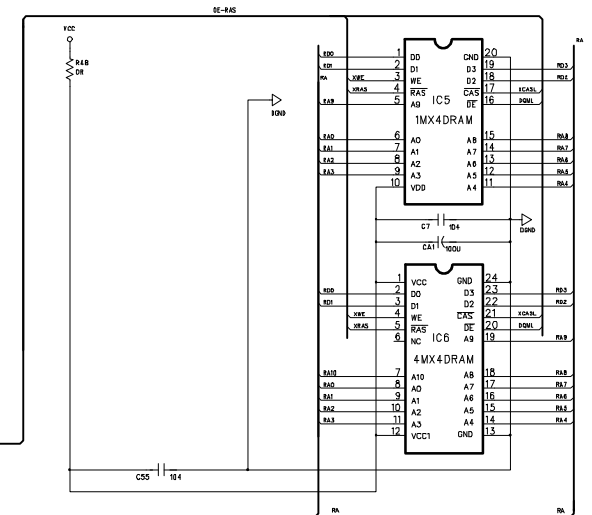 DE-RAS
VCC
R48
0R
DGND
RA
RD0 1 D0 GND 20
RD1 2 D1 D3 19 RD3
RA XWE 3 WE D2 18 RD2
XRAS 4 RAS CAS 17 XCASL
RA9 5 A9 IC5 OE 16 DQML
1MX4DRAM
RA0 6 A0 A8 15 RA8
RA1 7 A1 A7 14 RA7
RA2 8 A2 A6 13 RA6
RA3 9 A3 A5 12 RA5
10 VDD A4 11 RA4
C7 104 DGND
CA1 100U
1 VCC GND 24
RD0 2 D0 D3 23 RD3
RD1 3 D1 D2 22 RD2
XWE 4 WE CAS 21 XCASL
XRAS 5 RAS OE 20 DQML
6 NC IC6 A9 19 RA9
4MX4DRAM
RA10 7 A10 A8 18 RA8
RA0 8 A0 A7 17 RA7
RA1 9 A1 A6 16 RA6
RA2 10 A2 A5 15 RA5
RA3 11 A3 A4 14 RA4
12 VCC1 GND 13
C55 104
RA RA